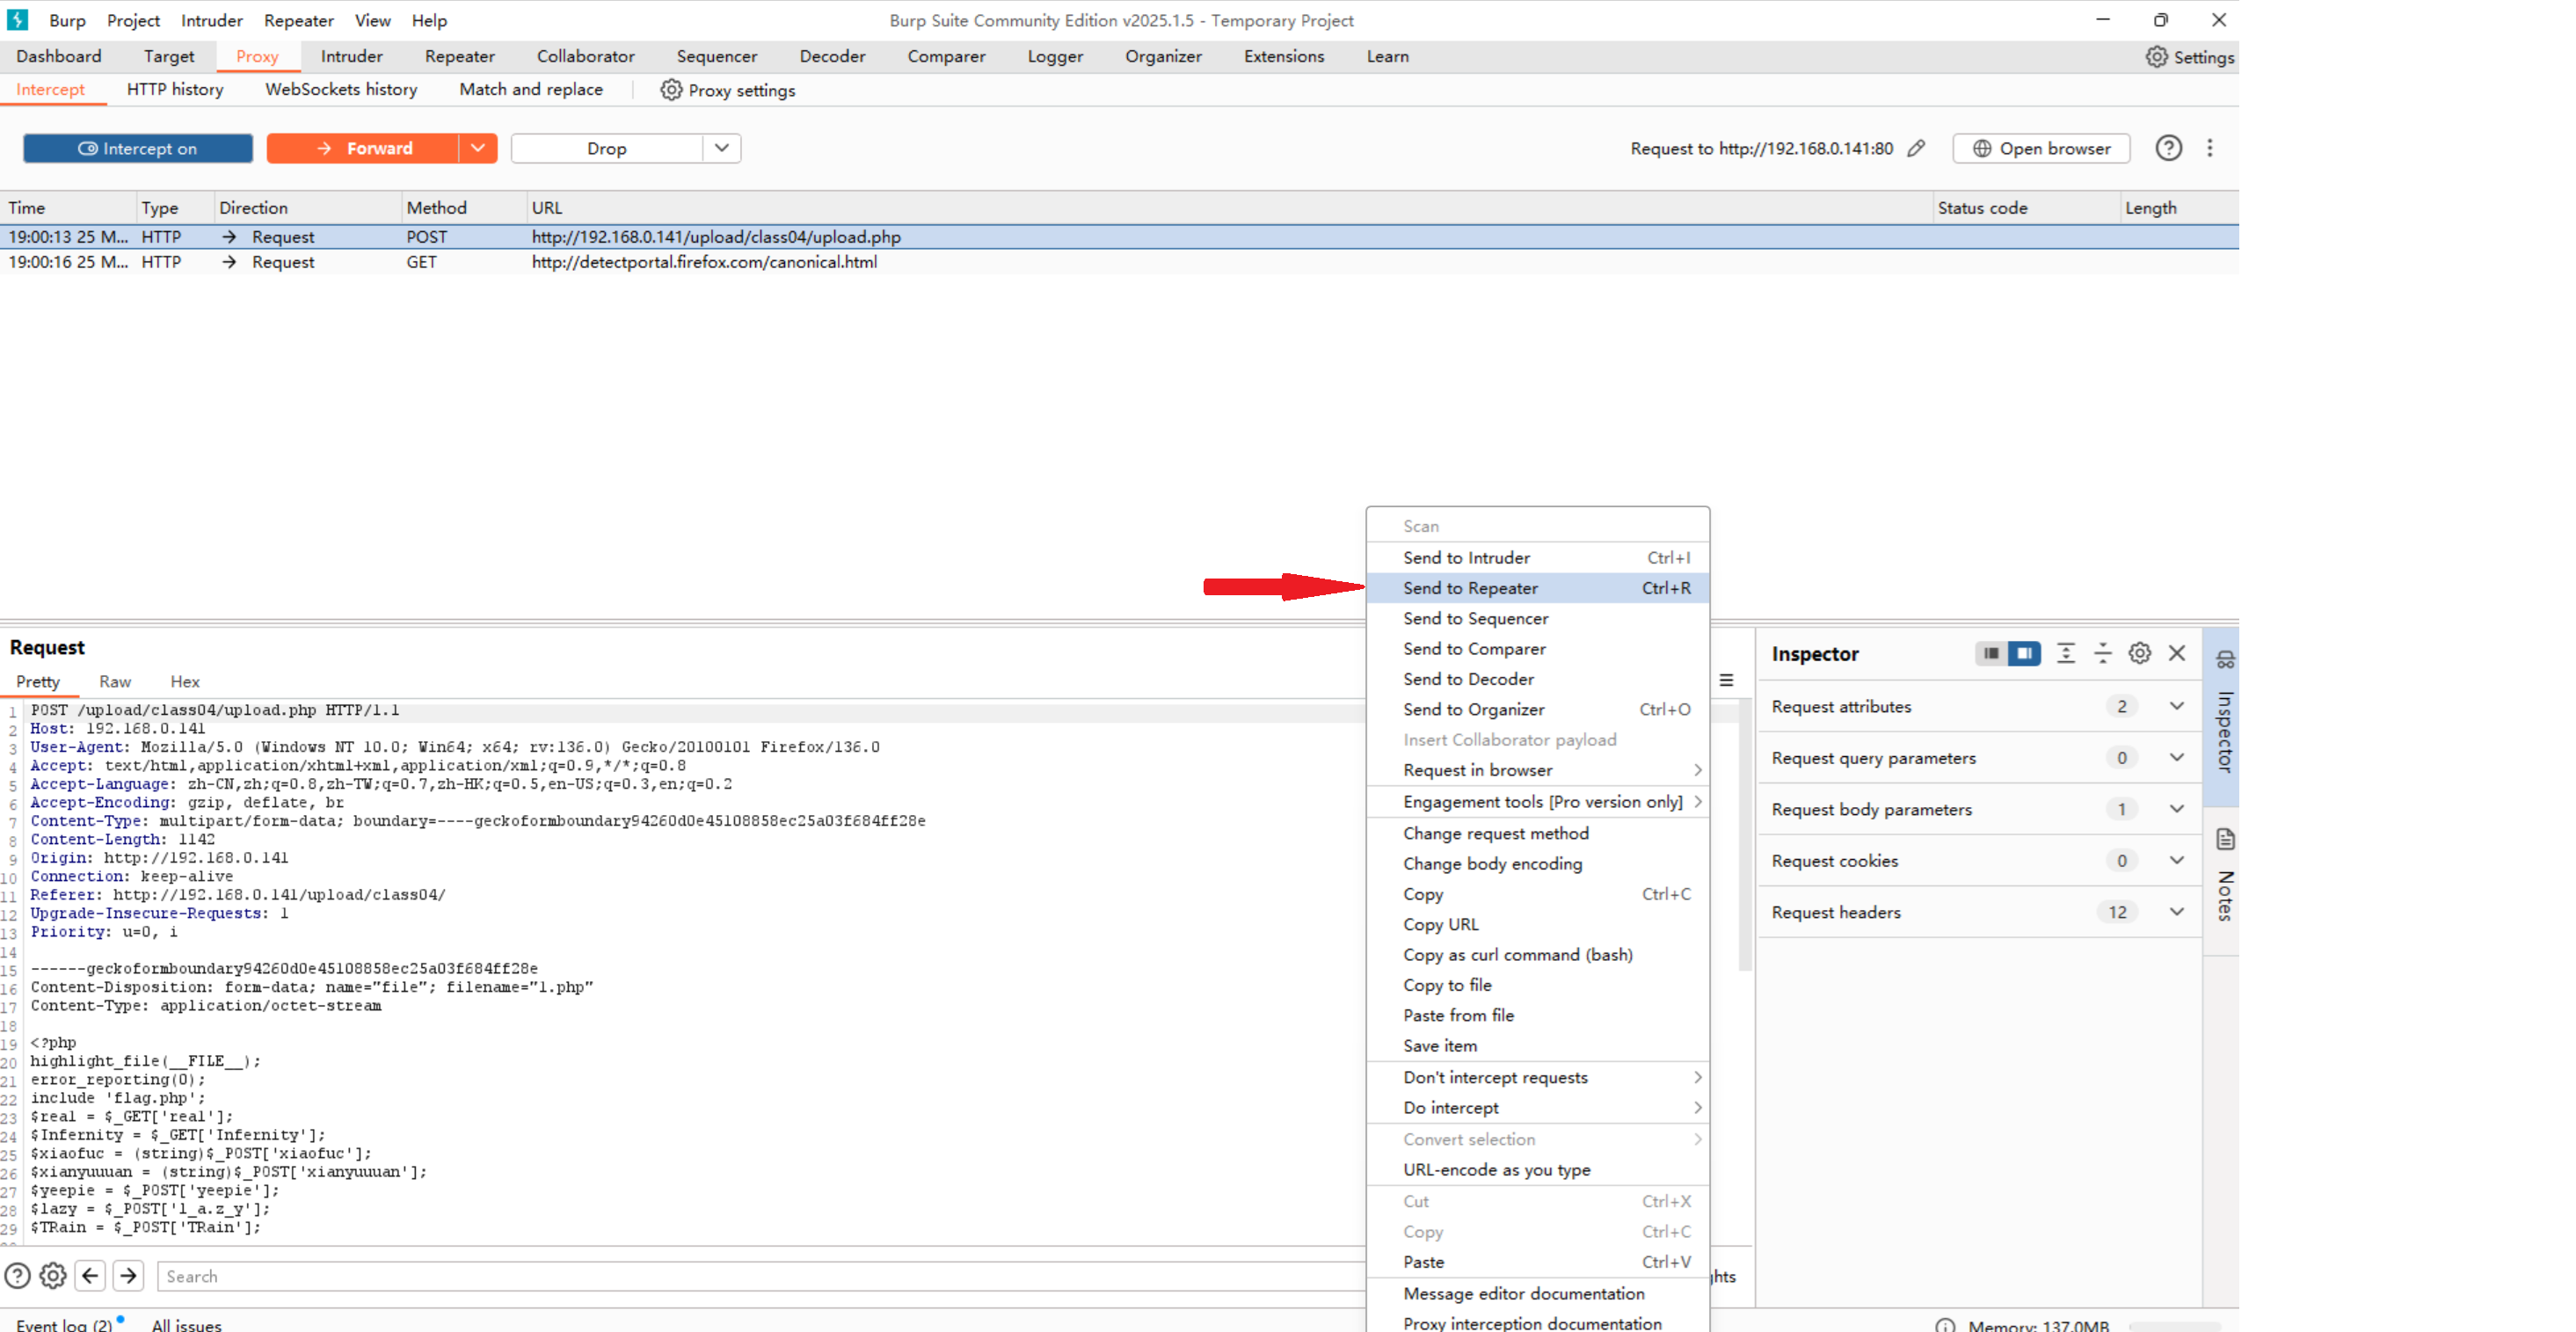 Burp Project Intruder Repeater View Help Burp Suite Community Edition v2025.1.5 - Temporary Project
Dashboard Target Proxy Intruder Repeater Collaborator Sequencer Decoder Comparer Logger Organizer Extensions Learn Settings
Intercept HTTP history WebSockets history Match and replace Proxy settings
Intercept on Forward Drop Request to http://192.168.0.141:80 Open browser
Time Type Direction Method URL Status code Length
19:00:13 25 M... HTTP → Request POST http://192.168.0.141/upload/class04/upload.php
19:00:16 25 M... HTTP → Request GET http://detectportal.firefox.com/canonical.html
Scan
Send to Intruder Ctrl+I
Send to Repeater Ctrl+R
Send to Sequencer
Send to Comparer
Send to Decoder
Send to Organizer Ctrl+O
Insert Collaborator payload
Request in browser
Engagement tools [Pro version only]
Change request method
Change body encoding
Copy Ctrl+C
Copy URL
Copy as curl command (bash)
Copy to file
Paste from file
Save item
Don't intercept requests
Do intercept
Convert selection
URL-encode as you type
Cut Ctrl+X
Copy Ctrl+C
Paste Ctrl+V
Message editor documentation
Proxy interception documentation
Request
Pretty Raw Hex
1 POST /upload/class04/upload.php HTTP/1.1
2 Host: 192.168.0.141
3 User-Agent: Mozilla/5.0 (Windows NT 10.0; Win64; x64; rv:136.0) Gecko/20100101 Firefox/136.0
4 Accept: text/html,application/xhtml+xml,application/xml;q=0.9,*/*;q=0.8
5 Accept-Language: zh-CN,zh;q=0.8,zh-TW;q=0.7,zh-HK;q=0.5,en-US;q=0.3,en;q=0.2
6 Accept-Encoding: gzip, deflate, br
7 Content-Type: multipart/form-data; boundary=----geckoformboundary94260d0e45108858ec25a03f684ff28e
8 Content-Length: 1142
9 Origin: http://192.168.0.141
10 Connection: keep-alive
11 Referer: http://192.168.0.141/upload/class04/
12 Upgrade-Insecure-Requests: 1
13 Priority: u=0, i
14
15 ------geckoformboundary94260d0e45108858ec25a03f684ff28e
16 Content-Disposition: form-data; name="file"; filename="1.php"
17 Content-Type: application/octet-stream
18
19 <?php
20 highlight_file(__FILE__);
21 error_reporting(0);
22 include 'flag.php';
23 $real = $_GET['real'];
24 $Infernity = $_GET['Infernity'];
25 $xiaofuc = (string)$_POST['xiaofuc'];
26 $xianyuuuan = (string)$_POST['xianyuuuan'];
27 $yeepie = $_POST['yeepie'];
28 $lazy = $_POST['l_a.z_y'];
29 $TRain = $_POST['TRain'];
Search
Inspector
Request attributes 2
Request query parameters 0
Request body parameters 1
Request cookies 0
Request headers 12
Inspector
Notes
Event log (2) All issues Memory: 137.0MB